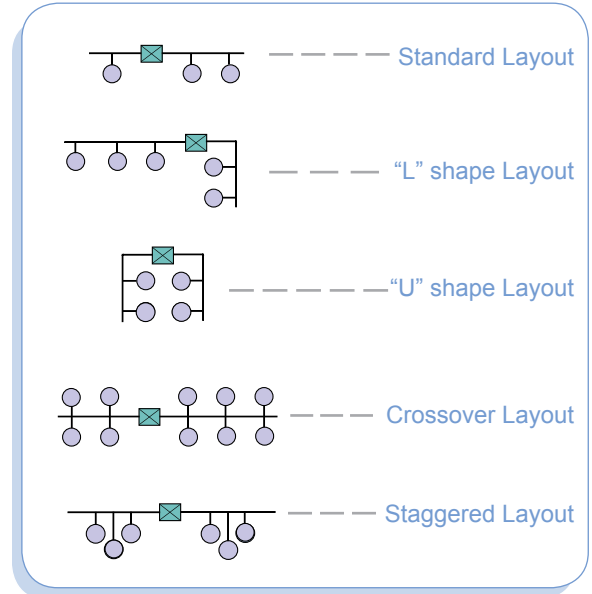 Standard Layout
“L” shape Layout
“U” shape Layout
Crossover Layout
Staggered Layout